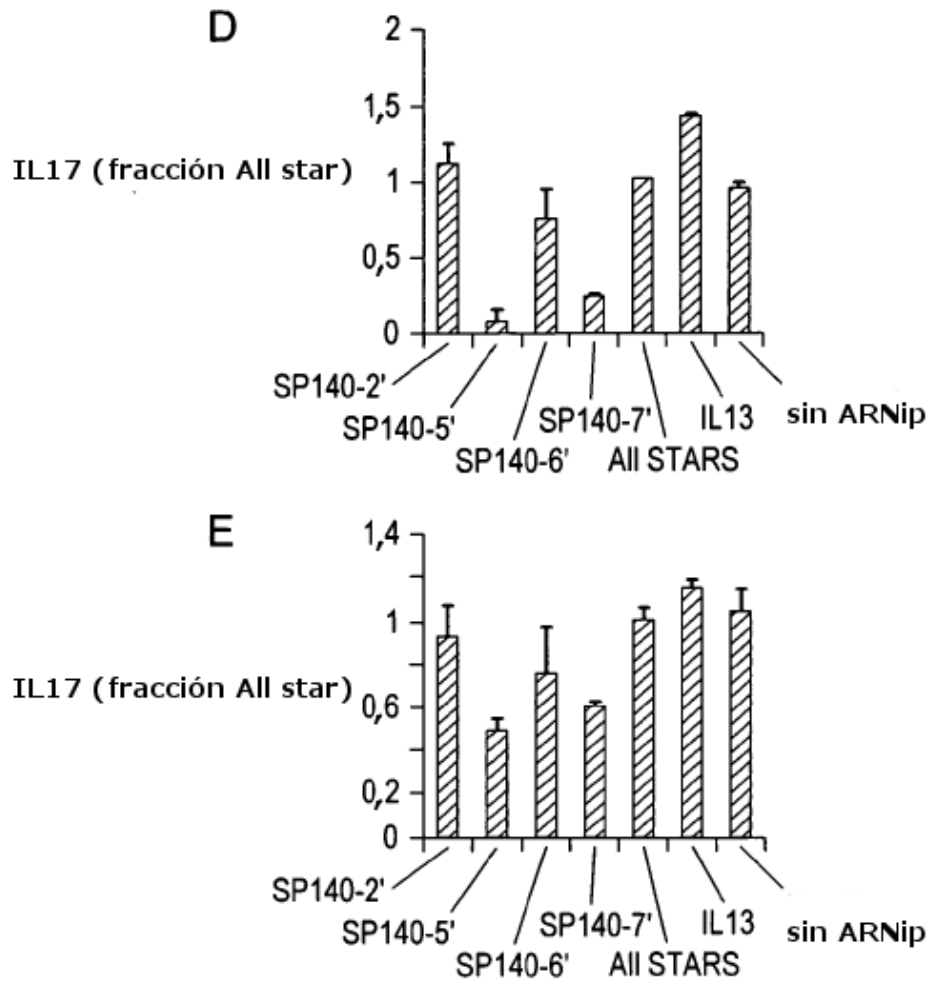 D
2
1,5
IL17 (fracción All star)
1
0,5
0
SP140-2'
SP140-5'
SP140-6'
SP140-7'
All STARS
IL13
sin ARNip
E
1,4
1
IL17 (fracción All star)
0,6
0,2
0
SP140-2'
SP140-5'
SP140-6'
SP140-7'
All STARS
IL13
sin ARNip